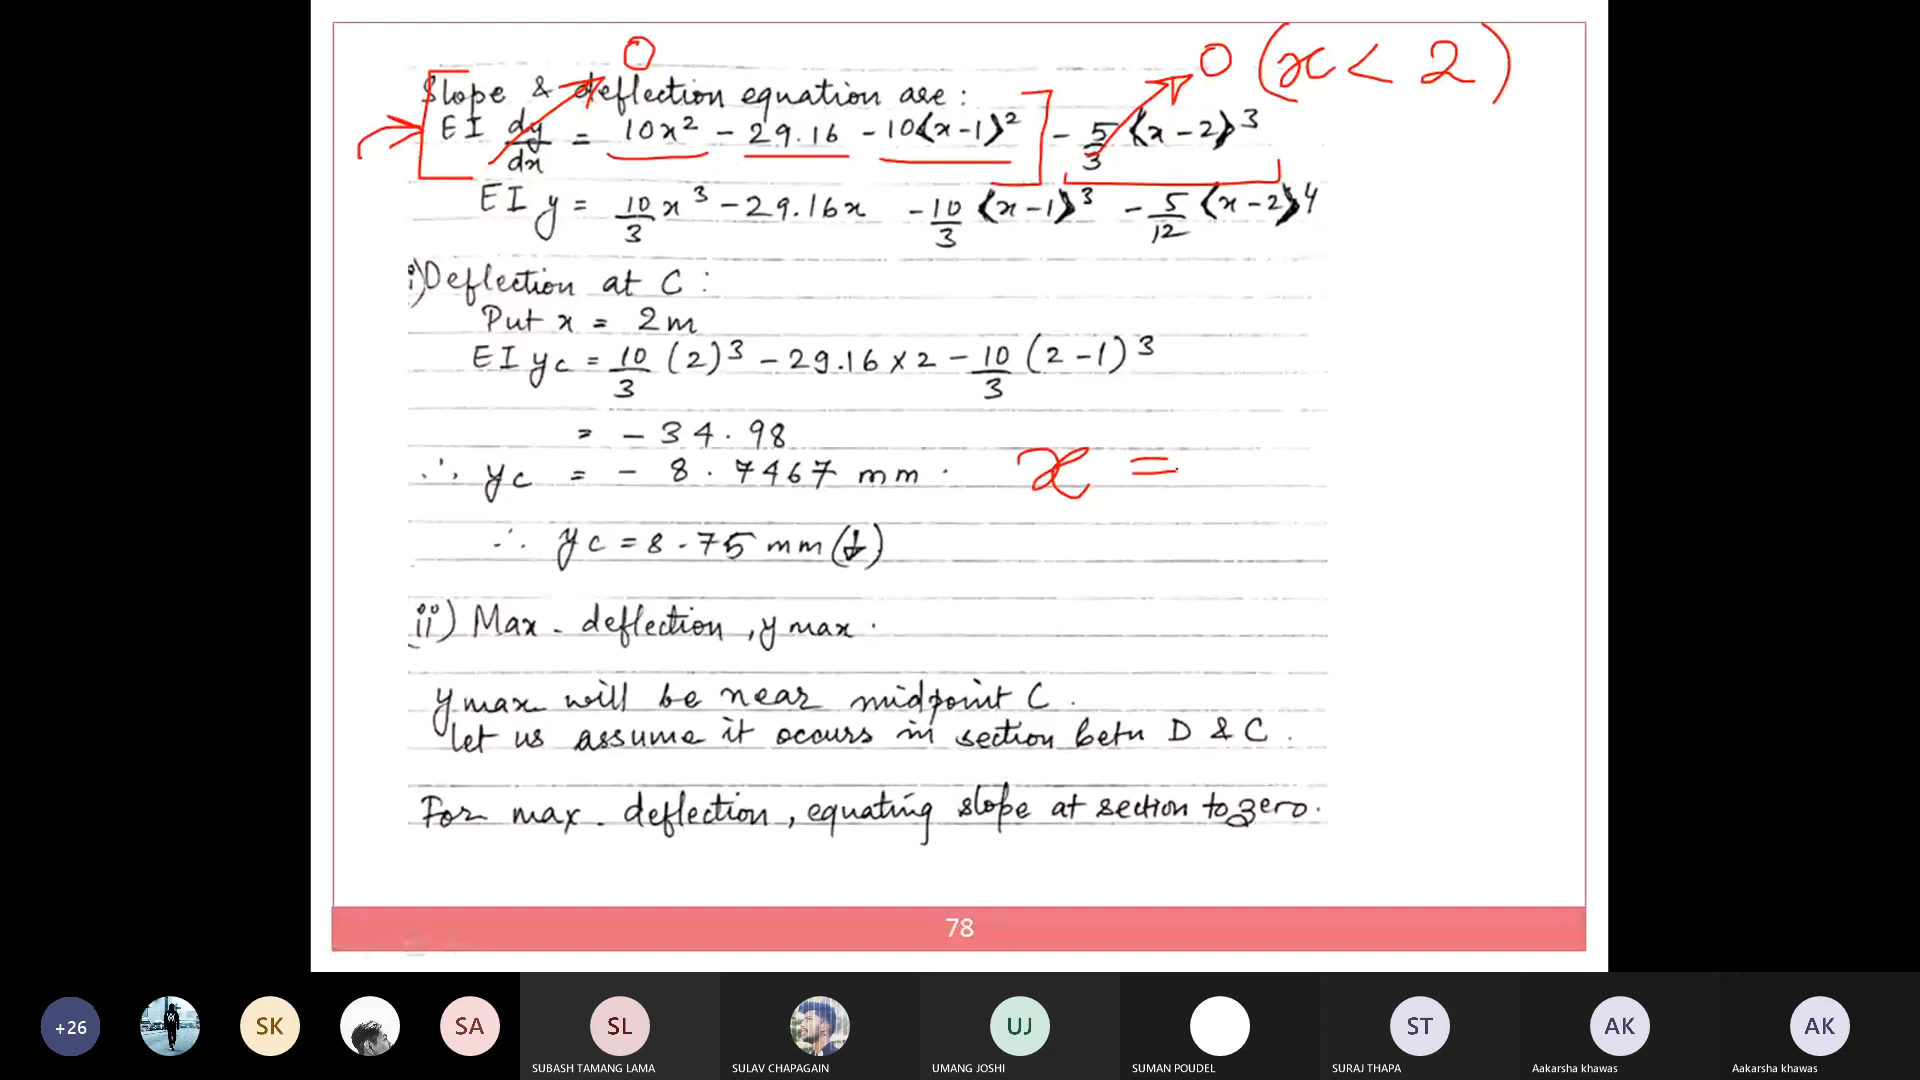 0
0 (x < 2)
Slope & deflection equation are :
EI dy/dx = 10x² - 29.16 - 10⟨x-1⟩² - 5/3 ⟨x-2⟩³
EI y = 10/3 x³ - 29.16x - 10/3 ⟨x-1⟩³ - 5/12 ⟨x-2⟩⁴
i) Deflection at C :
Put x = 2m
EI yc = 10/3 (2)³ - 29.16 × 2 - 10/3 (2-1)³
= - 34.98
∴ yc = - 8.7467 mm.
x =
∴ yc = 8.75 mm (↓)
ii) Max. deflection, y max.
y max will be near midpoint C.
let us assume it occurs in section betn D & C.
For max. deflection, equating slope at section to zero.
78
+26
SK
SA
SL
UJ
ST
AK
AK
SUBASH TAMANG LAMA
SULAV CHAPAGAIN
UMANG JOSHI
SUMAN POUDEL
SURAJ THAPA
Aakarsha khawas
Aakarsha khawas